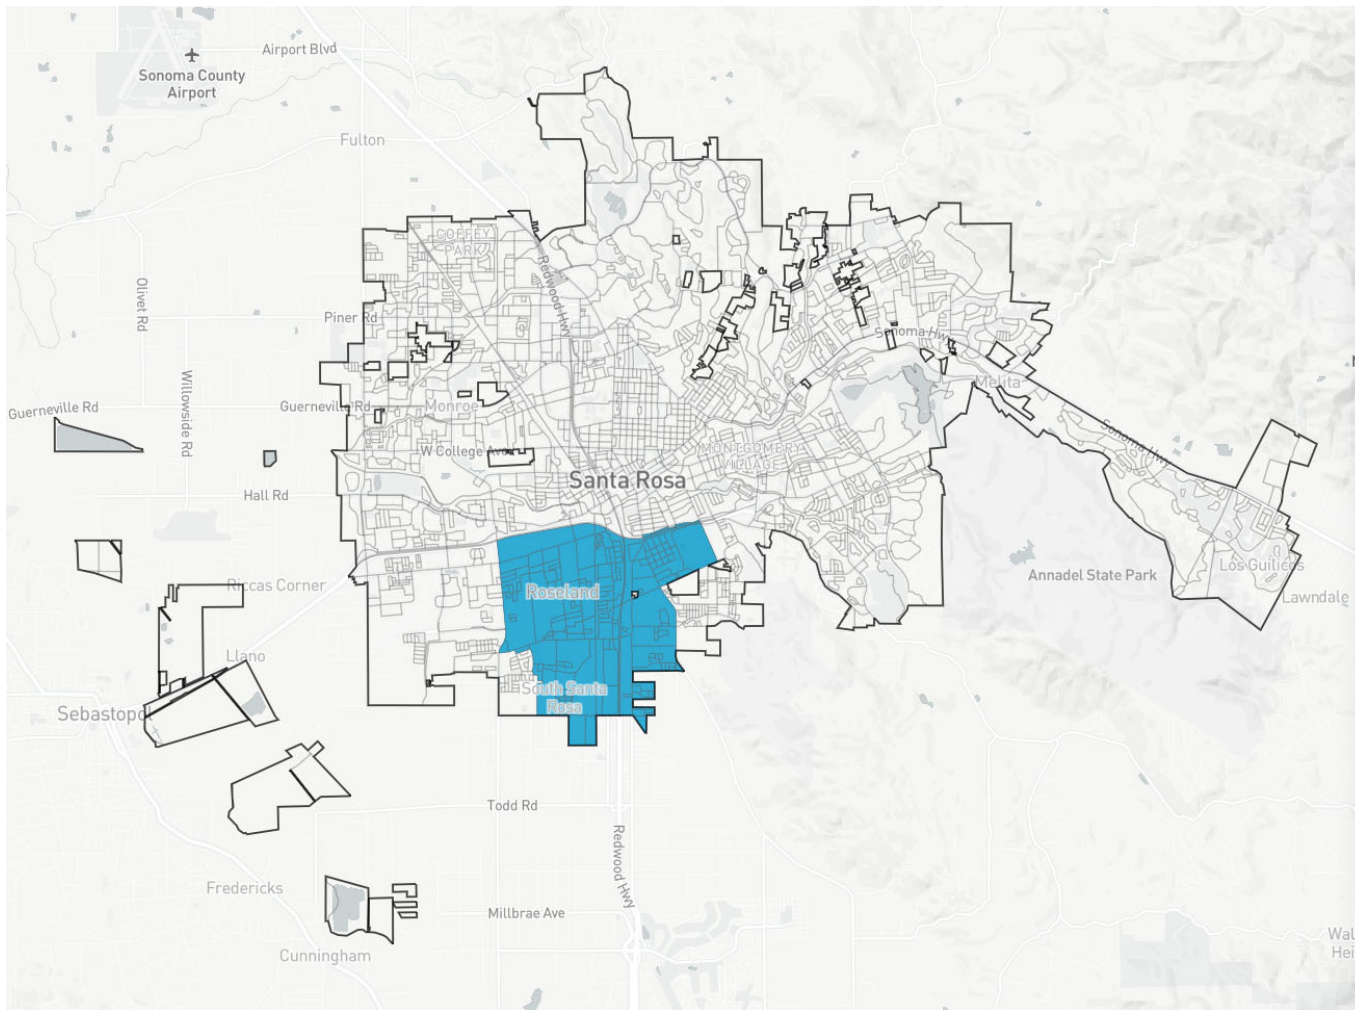 Airport Blvd
Sonoma County
Airport
Fulton
COFFEY
PARK
Redwood Hwy
Olivet Rd
Piner Rd
Sonoma Hwy
Willowside Rd
Melita
Guerneville Rd
Guerneville Rd
Monroe
W College Ave
MONTGOMERY
VILLAGE
Sonoma Hwy
Santa Rosa
Hall Rd
Riccas Corner
Roseland
Annadel State Park
Los Guilicos
Lawndale
Llano
South Santa
Rosa
Sebastopol
Todd Rd
Redwood Hwy
Fredericks
Millbrae Ave
Cunningham